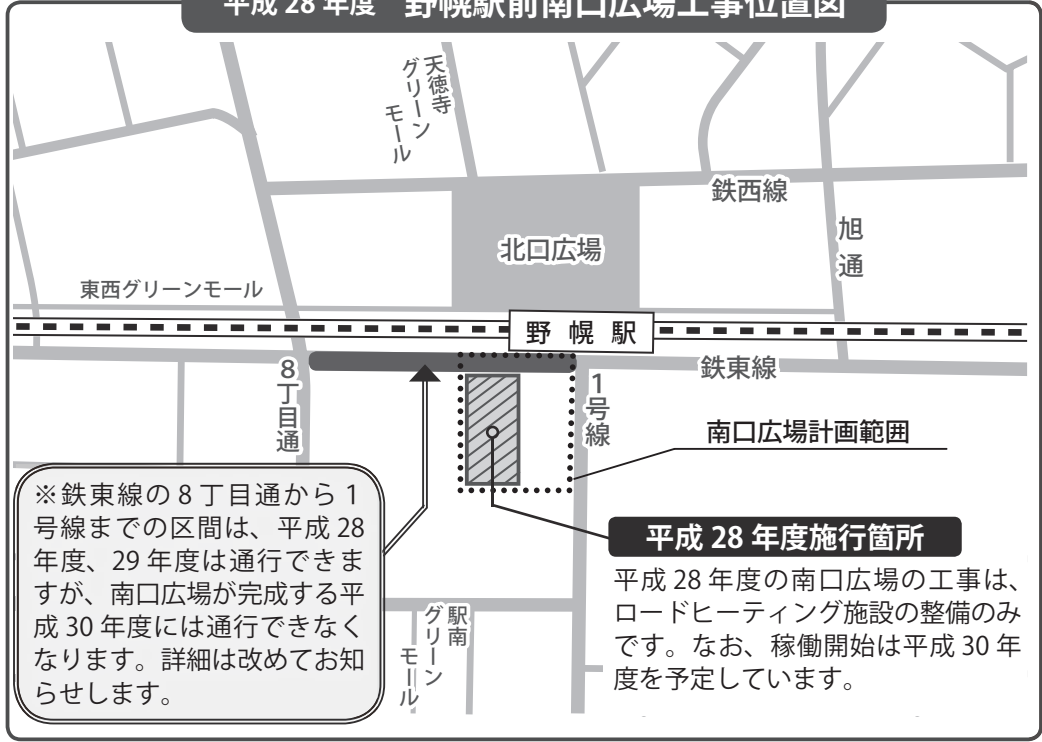 平成 28 年度　野幌駅前南口広場工事位置図
天徳寺
グリーン
モール
鉄西線
旭通
北口広場
東西グリーンモール
野幌駅
8丁目通
鉄東線
1号線
南口広場計画範囲
※鉄東線の 8 丁目通から 1
号線までの区間は、平成 28
年度、29 年度は通行できま
すが、南口広場が完成する平
成 30 年度には通行できなく
なります。詳細は改めてお知
らせします。
平成 28 年度施行箇所
平成 28 年度の南口広場の工事は、
ロードヒーティング施設の整備のみ
です。なお、稼働開始は平成 30 年
度を予定しています。
駅南
グリーン
モール